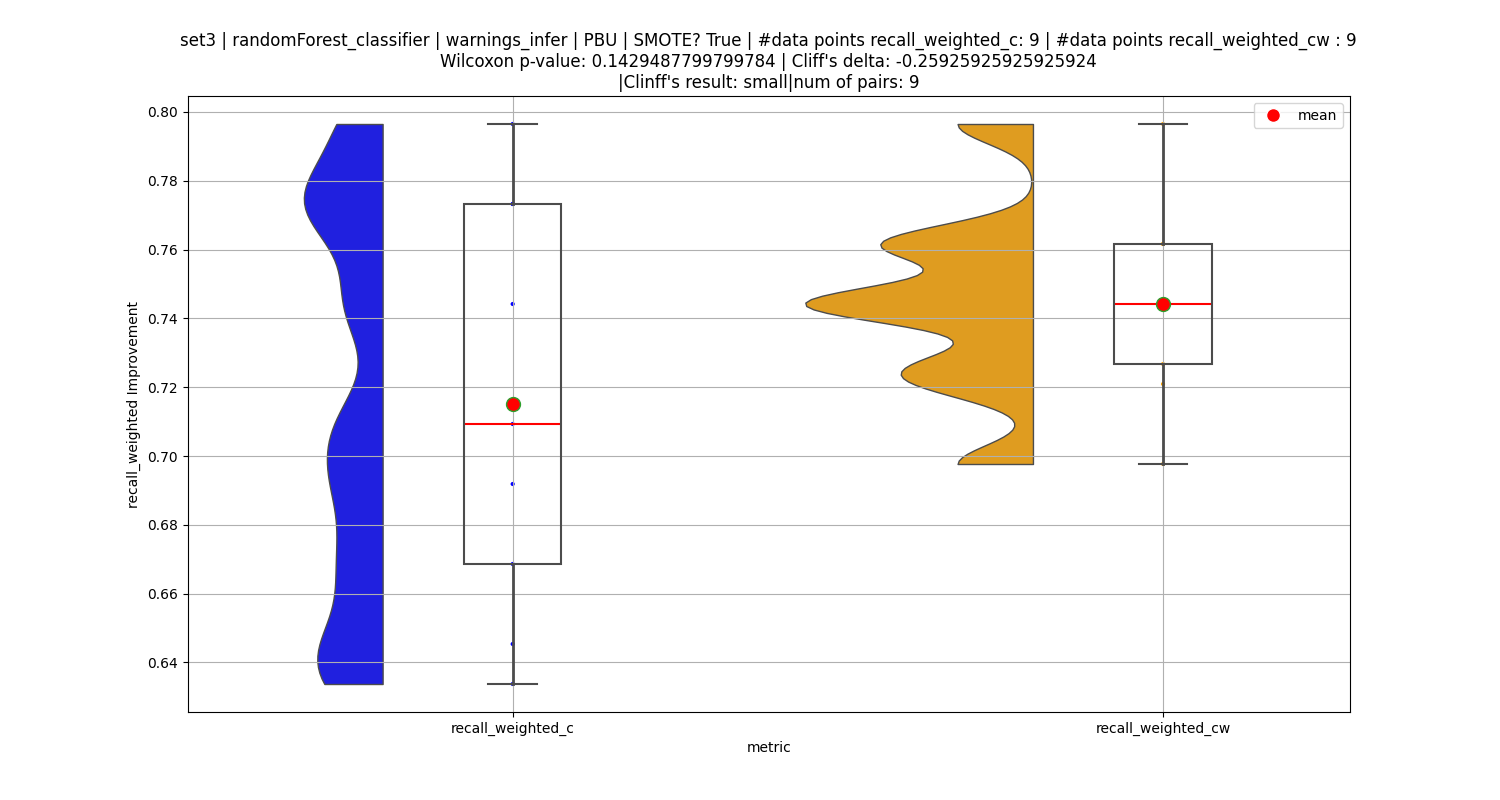 set3 | randomForest_classifier | warnings_infer | PBU | SMOTE? True | #data points recall_weighted_c: 9 | #data points recall_weighted_cw : 9
Wilcoxon p-value: 0.1429487799799784 | Cliff's delta: -0.25925925925925924
|Clinff's result: small|num of pairs: 9
mean
0.80
0.78
0.76
0.74
0.72
0.70
0.68
0.66
0.64
recall_weighted Improvement
recall_weighted_c
recall_weighted_cw
metric